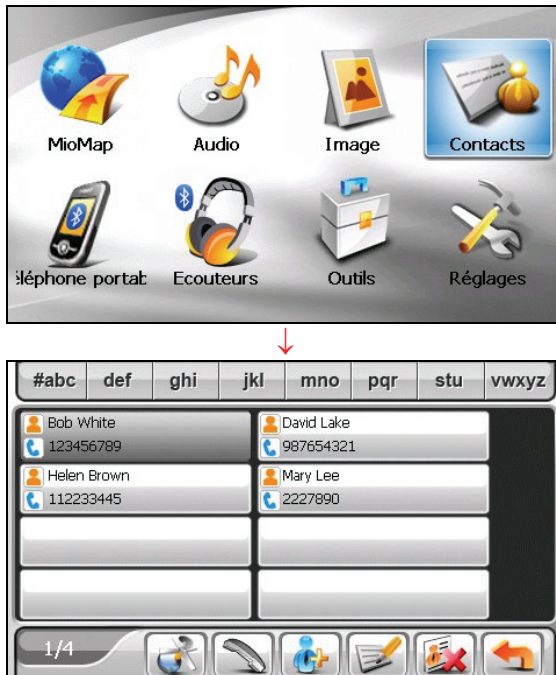 MioMap Audio Image Contacts
éléphone portab Ecouteurs Outils Réglages
↓
#abc def ghi jkl mno pqr stu vwxyz
Bob White David Lake
123456789 987654321
Helen Brown Mary Lee
112233445 2227890
1/4